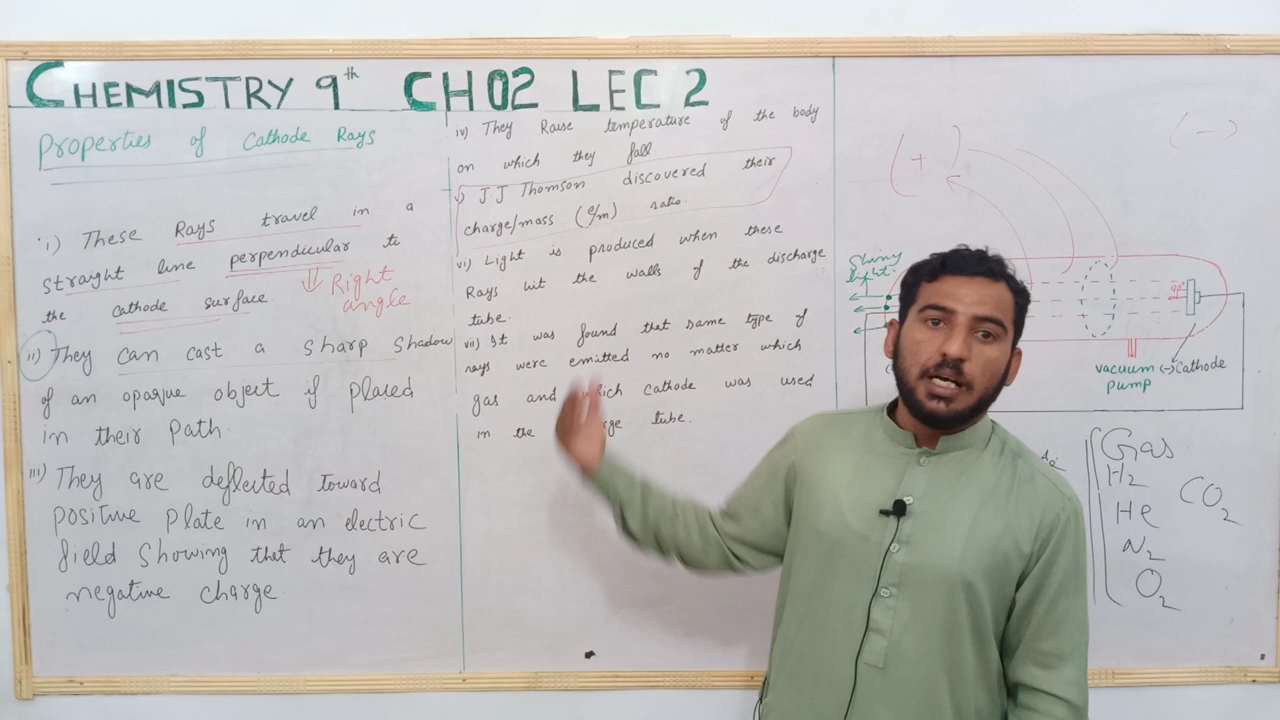 CHEMISTRY 9th CH02 LEC 2
Properties of Cathode Rays
i) These Rays travel in a
straight line perpendicular to
the cathode surface
Right
angle
ii) They can cast a sharp shadow
of an opaque object if placed
in their path
iii) They are deflected toward
positive plate in an electric
field showing that they are
negative charge
iv) They Raise temperature of the body
on which they fall
v) J.J Thomson discovered their
charge/mass (e/m) ratio.
vi) Light is produced when these
Rays hit the walls of the discharge
tube.
vii) It was found that same type of
rays were emitted no matter which
gas and which cathode was used
in the tube.
(+)
(-)
Shiny
light
90°
vacuum
pump
(-) Cathode
Gas
H2
He
N2
O2
CO2